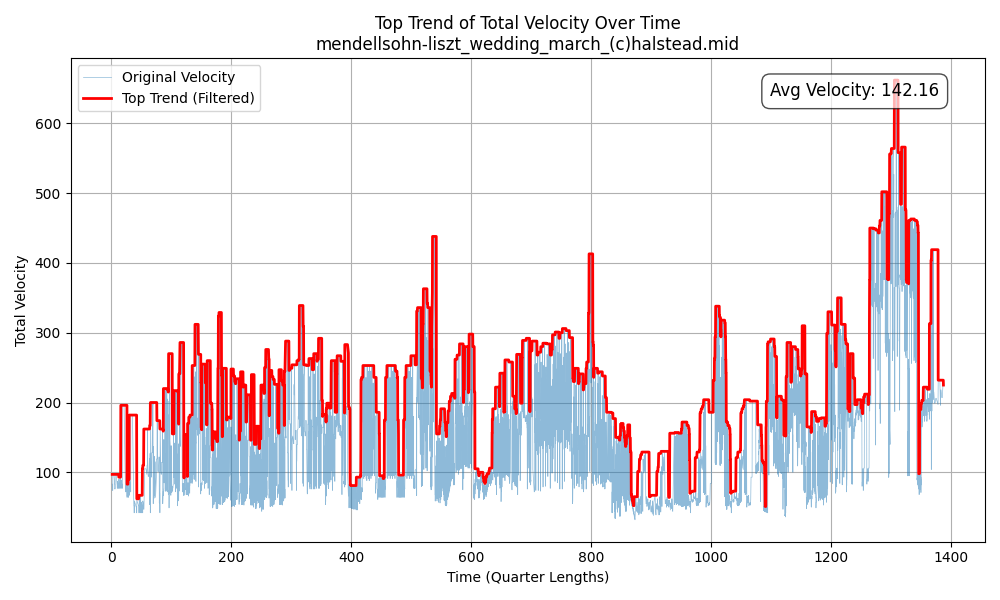 Top Trend of Total Velocity Over Time
mendellsohn-liszt_wedding_march_(c)halstead.mid
Original Velocity
Top Trend (Filtered)
Avg Velocity: 142.16
Total Velocity
600
500
400
300
200
100
0 200 400 600 800 1000 1200 1400
Time (Quarter Lengths)